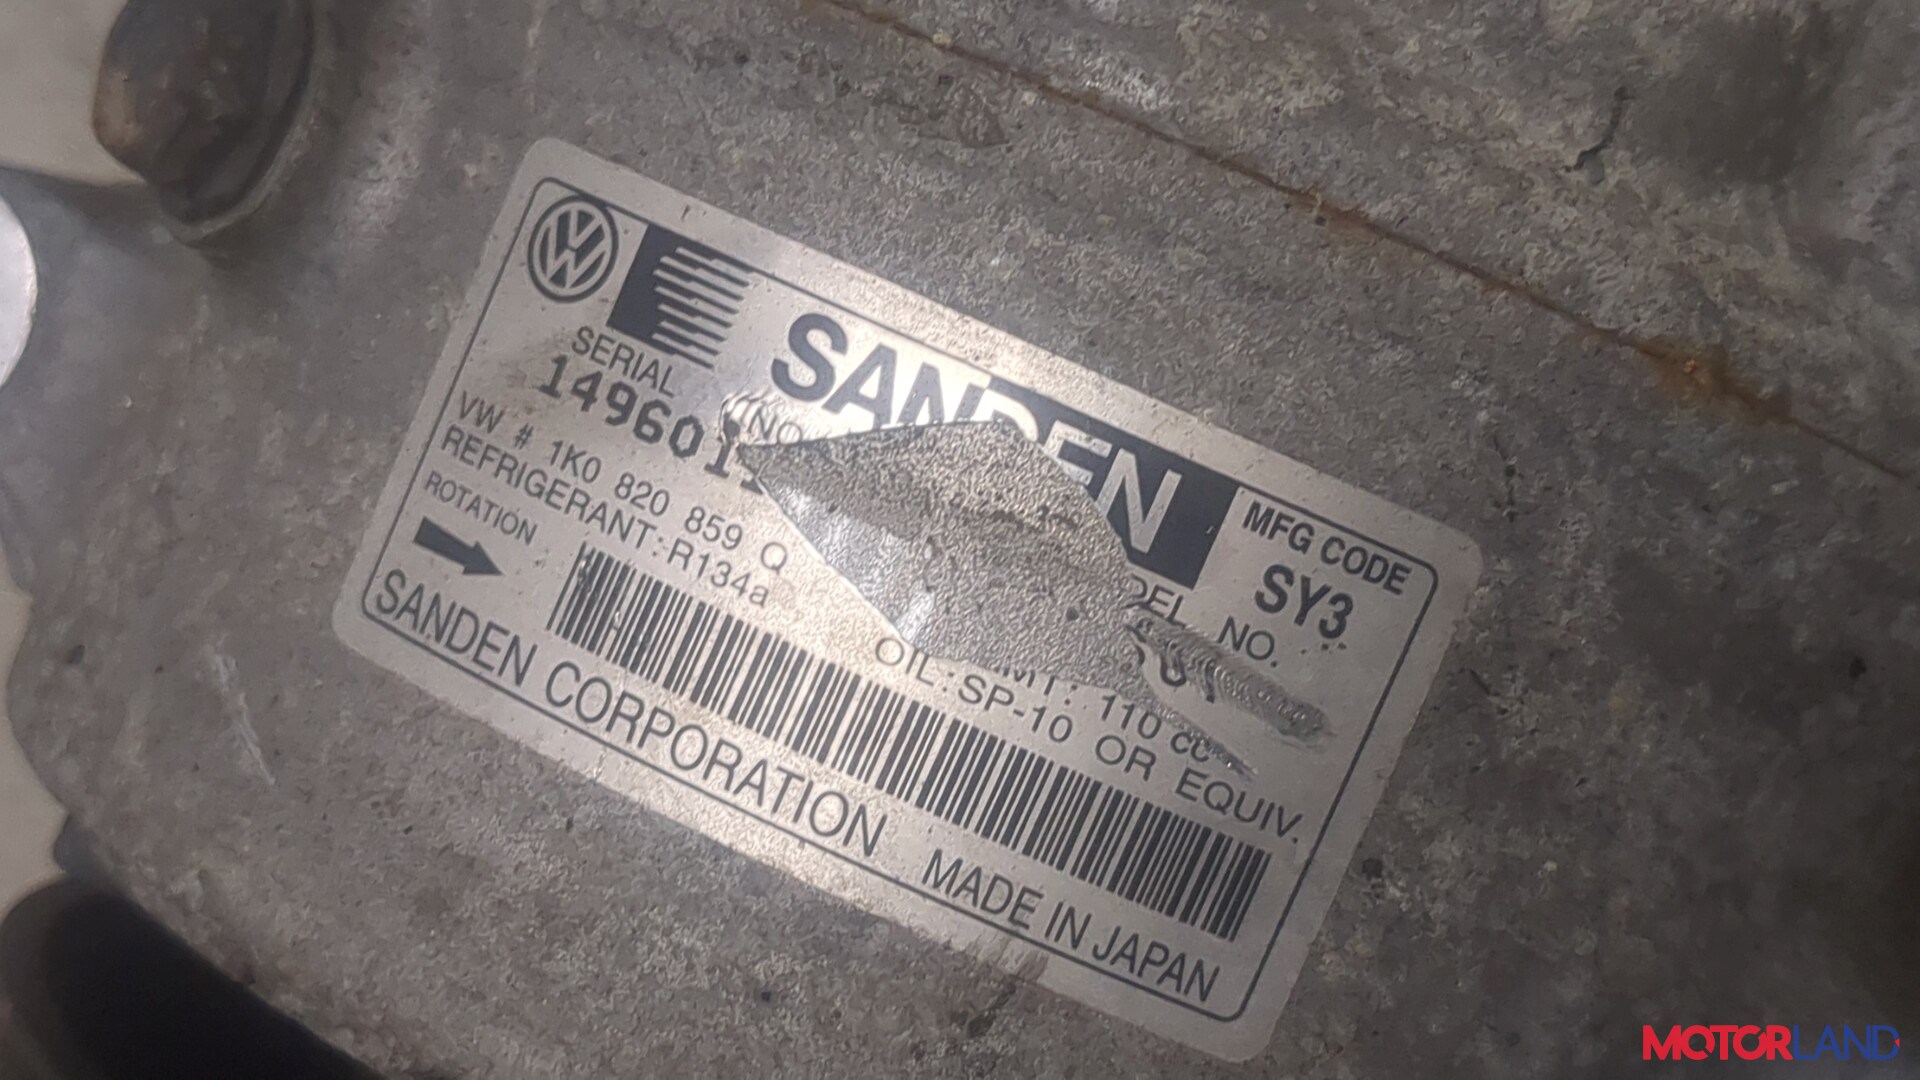 SANDEN
MFG CODE
SY3
SERIAL NO.
VW # 1K0 820 859 Q
REFRIGERANT: R134a
NO.
110 cc
OIL: SP-10 OR EQUIV.
ROTATION
SANDEN CORPORATION MADE IN JAPAN
MOTORLAND